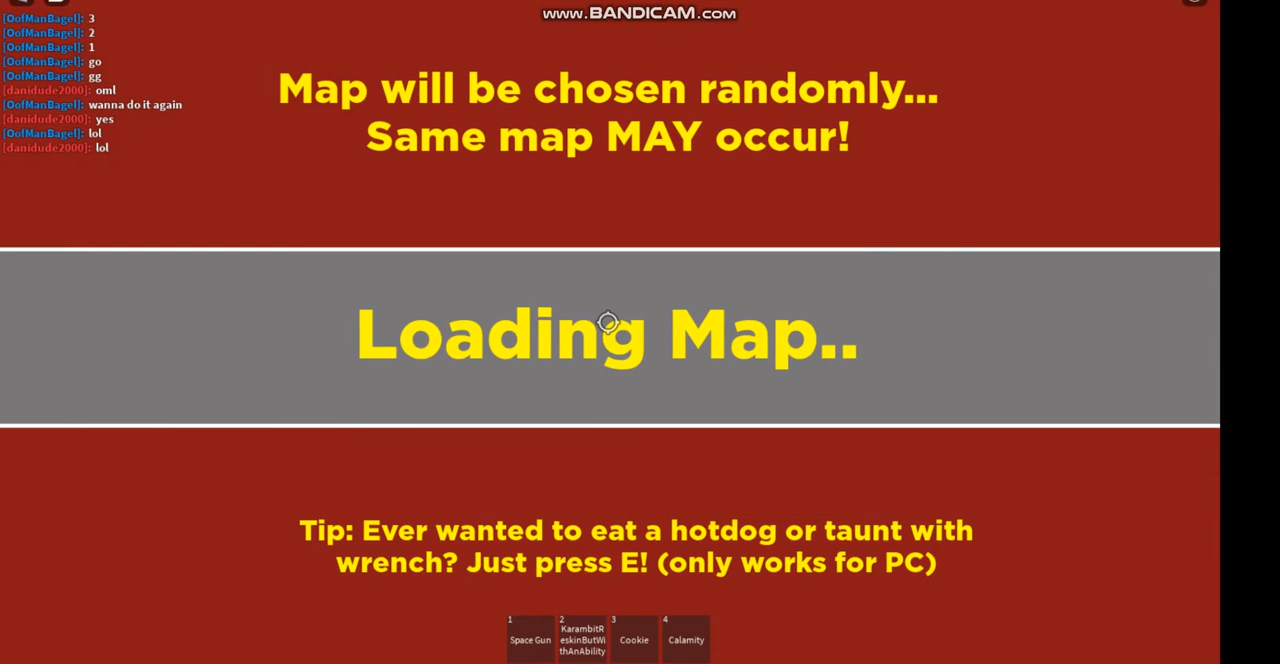 www.BANDICAM.com
[OofManBagel]: 3
[OofManBagel]: 2
[OofManBagel]: 1
[OofManBagel]: go
[OofManBagel]: gg
[danidude2000]: oml
[OofManBagel]: wanna do it again
[danidude2000]: yes
[OofManBagel]: lol
[danidude2000]: lol
Map will be chosen randomly...
Same map MAY occur!
Loading Map..
Tip: Ever wanted to eat a hotdog or taunt with
wrench? Just press E! (only works for PC)
1
Space Gun
2
KarambitR
eskinButWi
thAnAbility
3
Cookie
4
Calamity